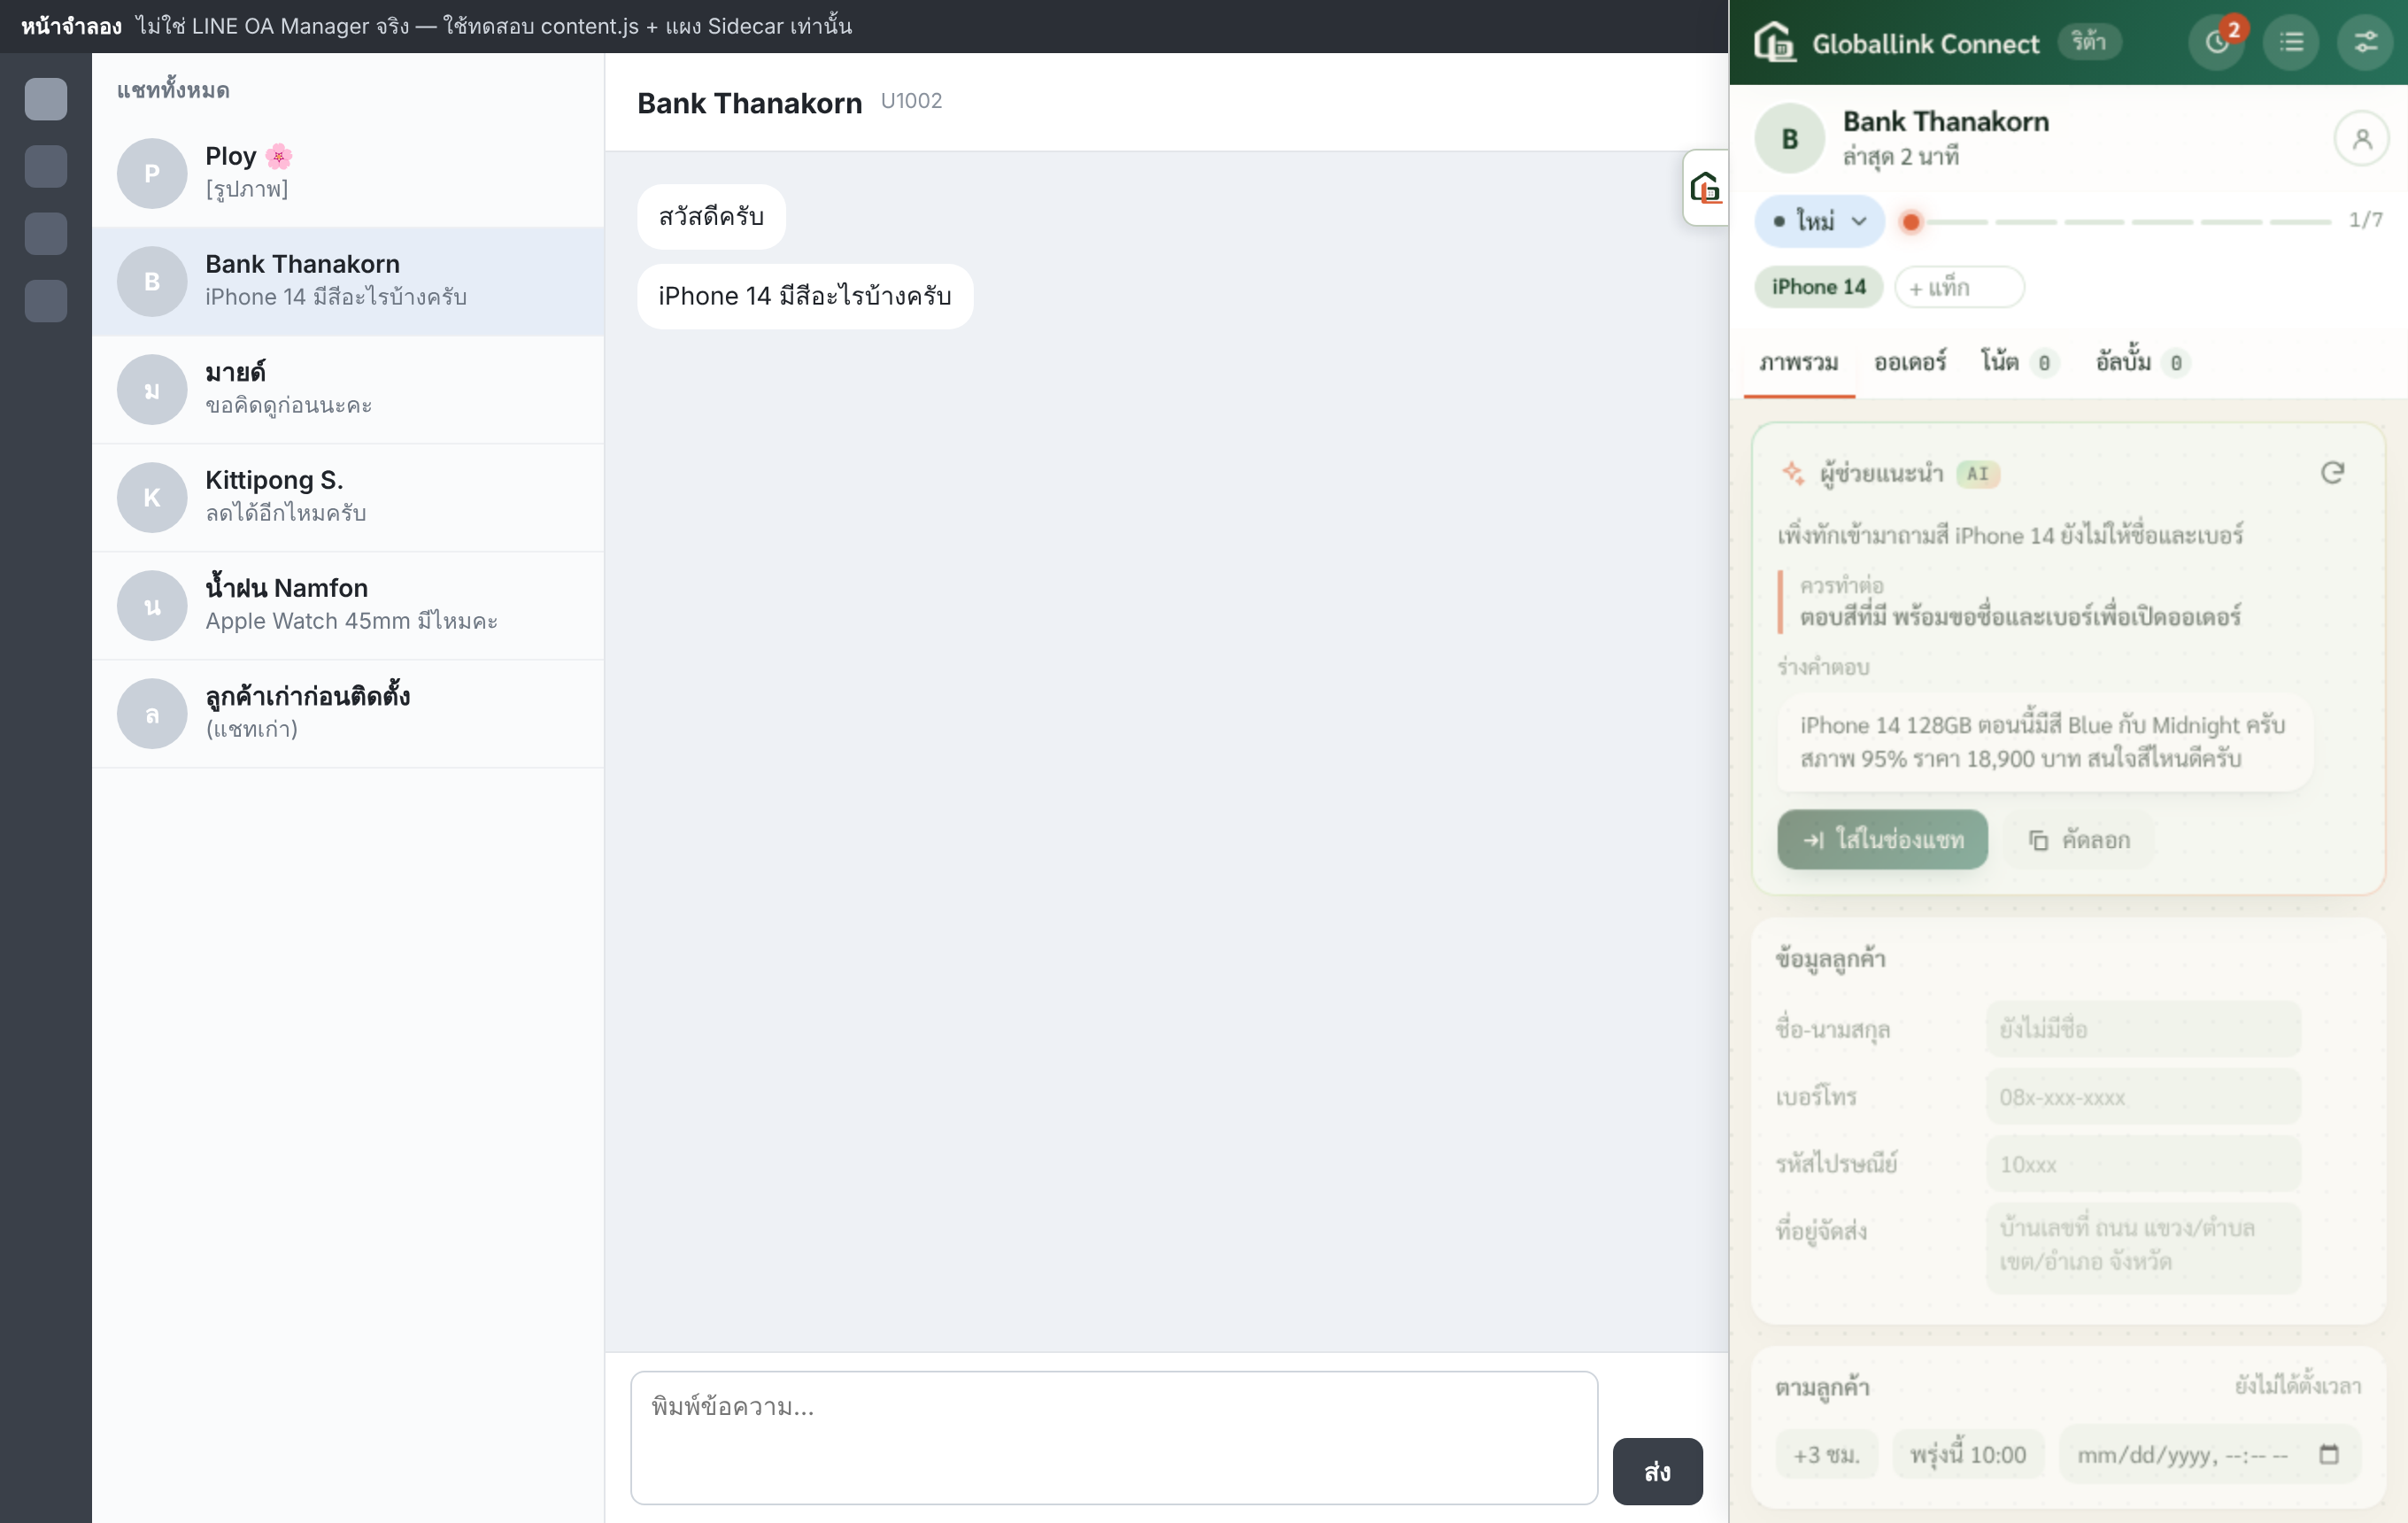 หน้าจำลอง ไม่ใช่ LINE OA Manager จริง — ใช้ทดสอบ content.js + แผง Sidecar เท่านั้น
แชททั้งหมด
P
Ploy 🌸
[รูปภาพ]
B
Bank Thanakorn
iPhone 14 มีสีอะไรบ้างครับ
ม
มายด์
ขอคิดดูก่อนนะคะ
K
Kittipong S.
ลดได้อีกไหมครับ
น
น้ำฝน Namfon
Apple Watch 45mm มีไหมคะ
ล
ลูกค้าเก่าก่อนติดตั้ง
(แชทเก่า)
Bank Thanakorn U1002
สวัสดีครับ
iPhone 14 มีสีอะไรบ้างครับ
พิมพ์ข้อความ...
ส่ง
Globallink Connect ริต้า 2
B
Bank Thanakorn
ล่าสุด 2 นาที
ใหม่ 1/7
iPhone 14 + แท็ก
ภาพรวม ออเดอร์ โน้ต 0 อัลบั้ม 0
ผู้ช่วยแนะนำ AI
เพิ่งทักเข้ามาถามสี iPhone 14 ยังไม่ให้ชื่อและเบอร์
ควรทำต่อ
ตอบสีที่มี พร้อมขอชื่อและเบอร์เพื่อเปิดออเดอร์
ร่างคำตอบ
iPhone 14 128GB ตอนนี้มีสี Blue กับ Midnight ครับ
สภาพ 95% ราคา 18,900 บาท สนใจสีไหนดีครับ
ใส่ในช่องแชท คัดลอก
ข้อมูลลูกค้า
ชื่อ-นามสกุล ยังไม่มีชื่อ
เบอร์โทร 08x-xxx-xxxx
รหัสไปรษณีย์ 10xxx
ที่อยู่จัดส่ง บ้านเลขที่ ถนน แขวง/ตำบล
เขต/อำเภอ จังหวัด
ตามลูกค้า ยังไม่ได้ตั้งเวลา
+3 ชม. พรุ่งนี้ 10:00 mm/dd/yyyy, --:-- --